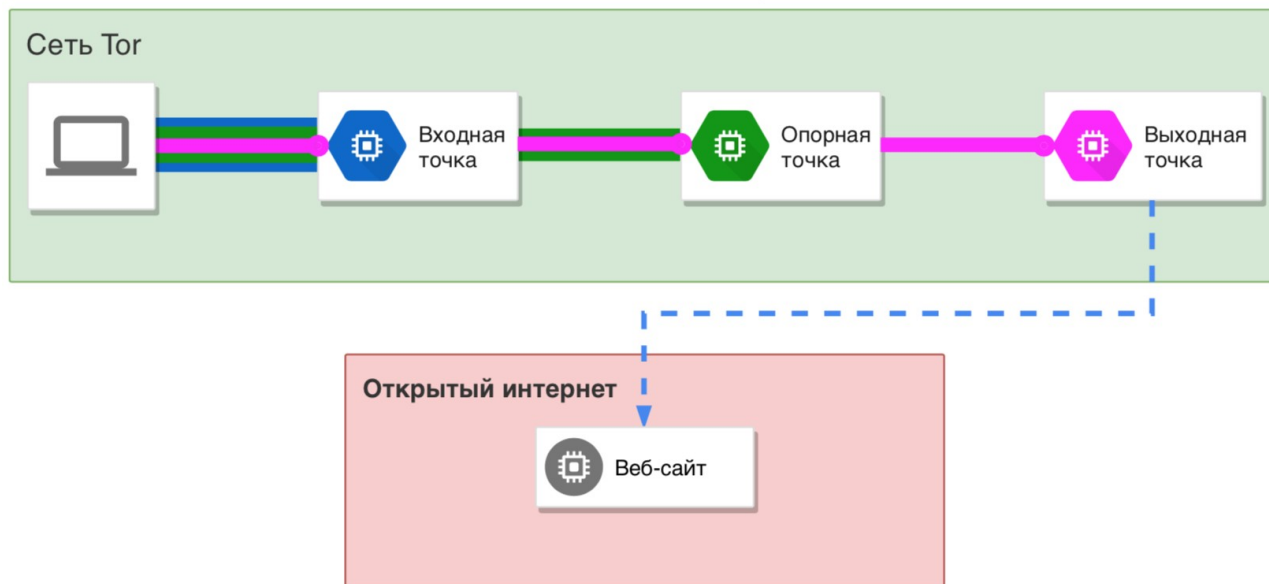 Сеть Tor
Входная
точка
Опорная
точка
Выходная
точка
Открытый интернет
Веб-сайт